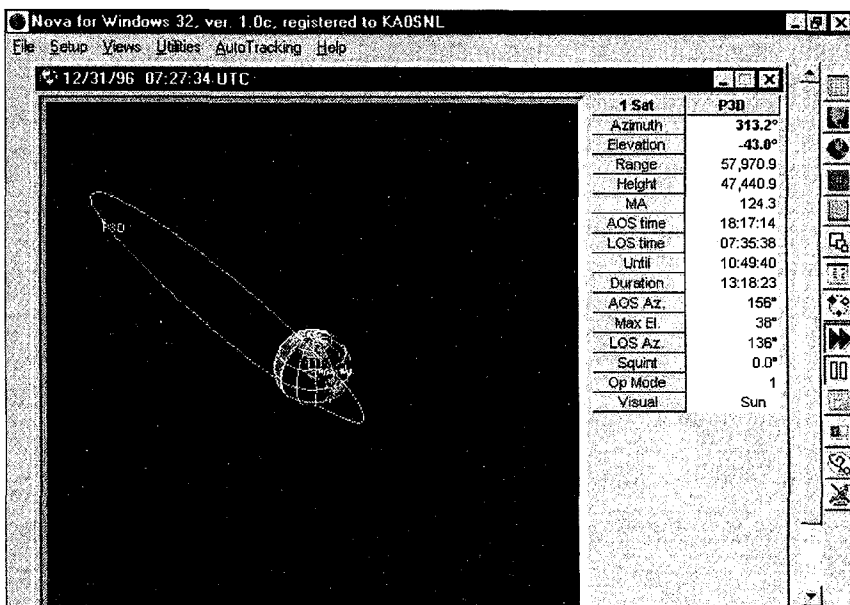 Nova for Windows 32, ver. 1.0c, registered to KA0SNL
File Setup Views Utilities AutoTracking Help
12/31/96 07:27:34 UTC
1 Sat P3D
Azimuth 313.2°
Elevation -43.0°
Range 57,970.9
Height 47,440.9
MA 124.3
AOS time 18:17:14
LOS time 07:35:38
Until 10:49:40
Duration 13:18:23
AOS Az. 156°
Max El. 38°
LOS Az. 136°
Squint 0.0°
Op Mode 1
Visual Sun
P3D